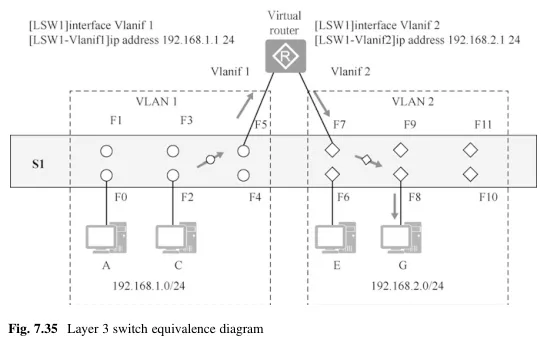 [LSW1]interface Vlanif 1
[LSW1-Vlanif1]ip address 192.168.1.1 24
Virtual
router
[LSW1]interface Vlanif 2
[LSW1-Vlanif2]ip address 192.168.2.1 24
R
Vlanif 1
Vlanif 2
VLAN 1
VLAN 2
F1
F3
F5
F7
F9
F11
S1
F0
F2
F4
F6
F8
F10
A
C
E
G
192.168.1.0/24
192.168.2.0/24
Fig. 7.35 Layer 3 switch equivalence diagram